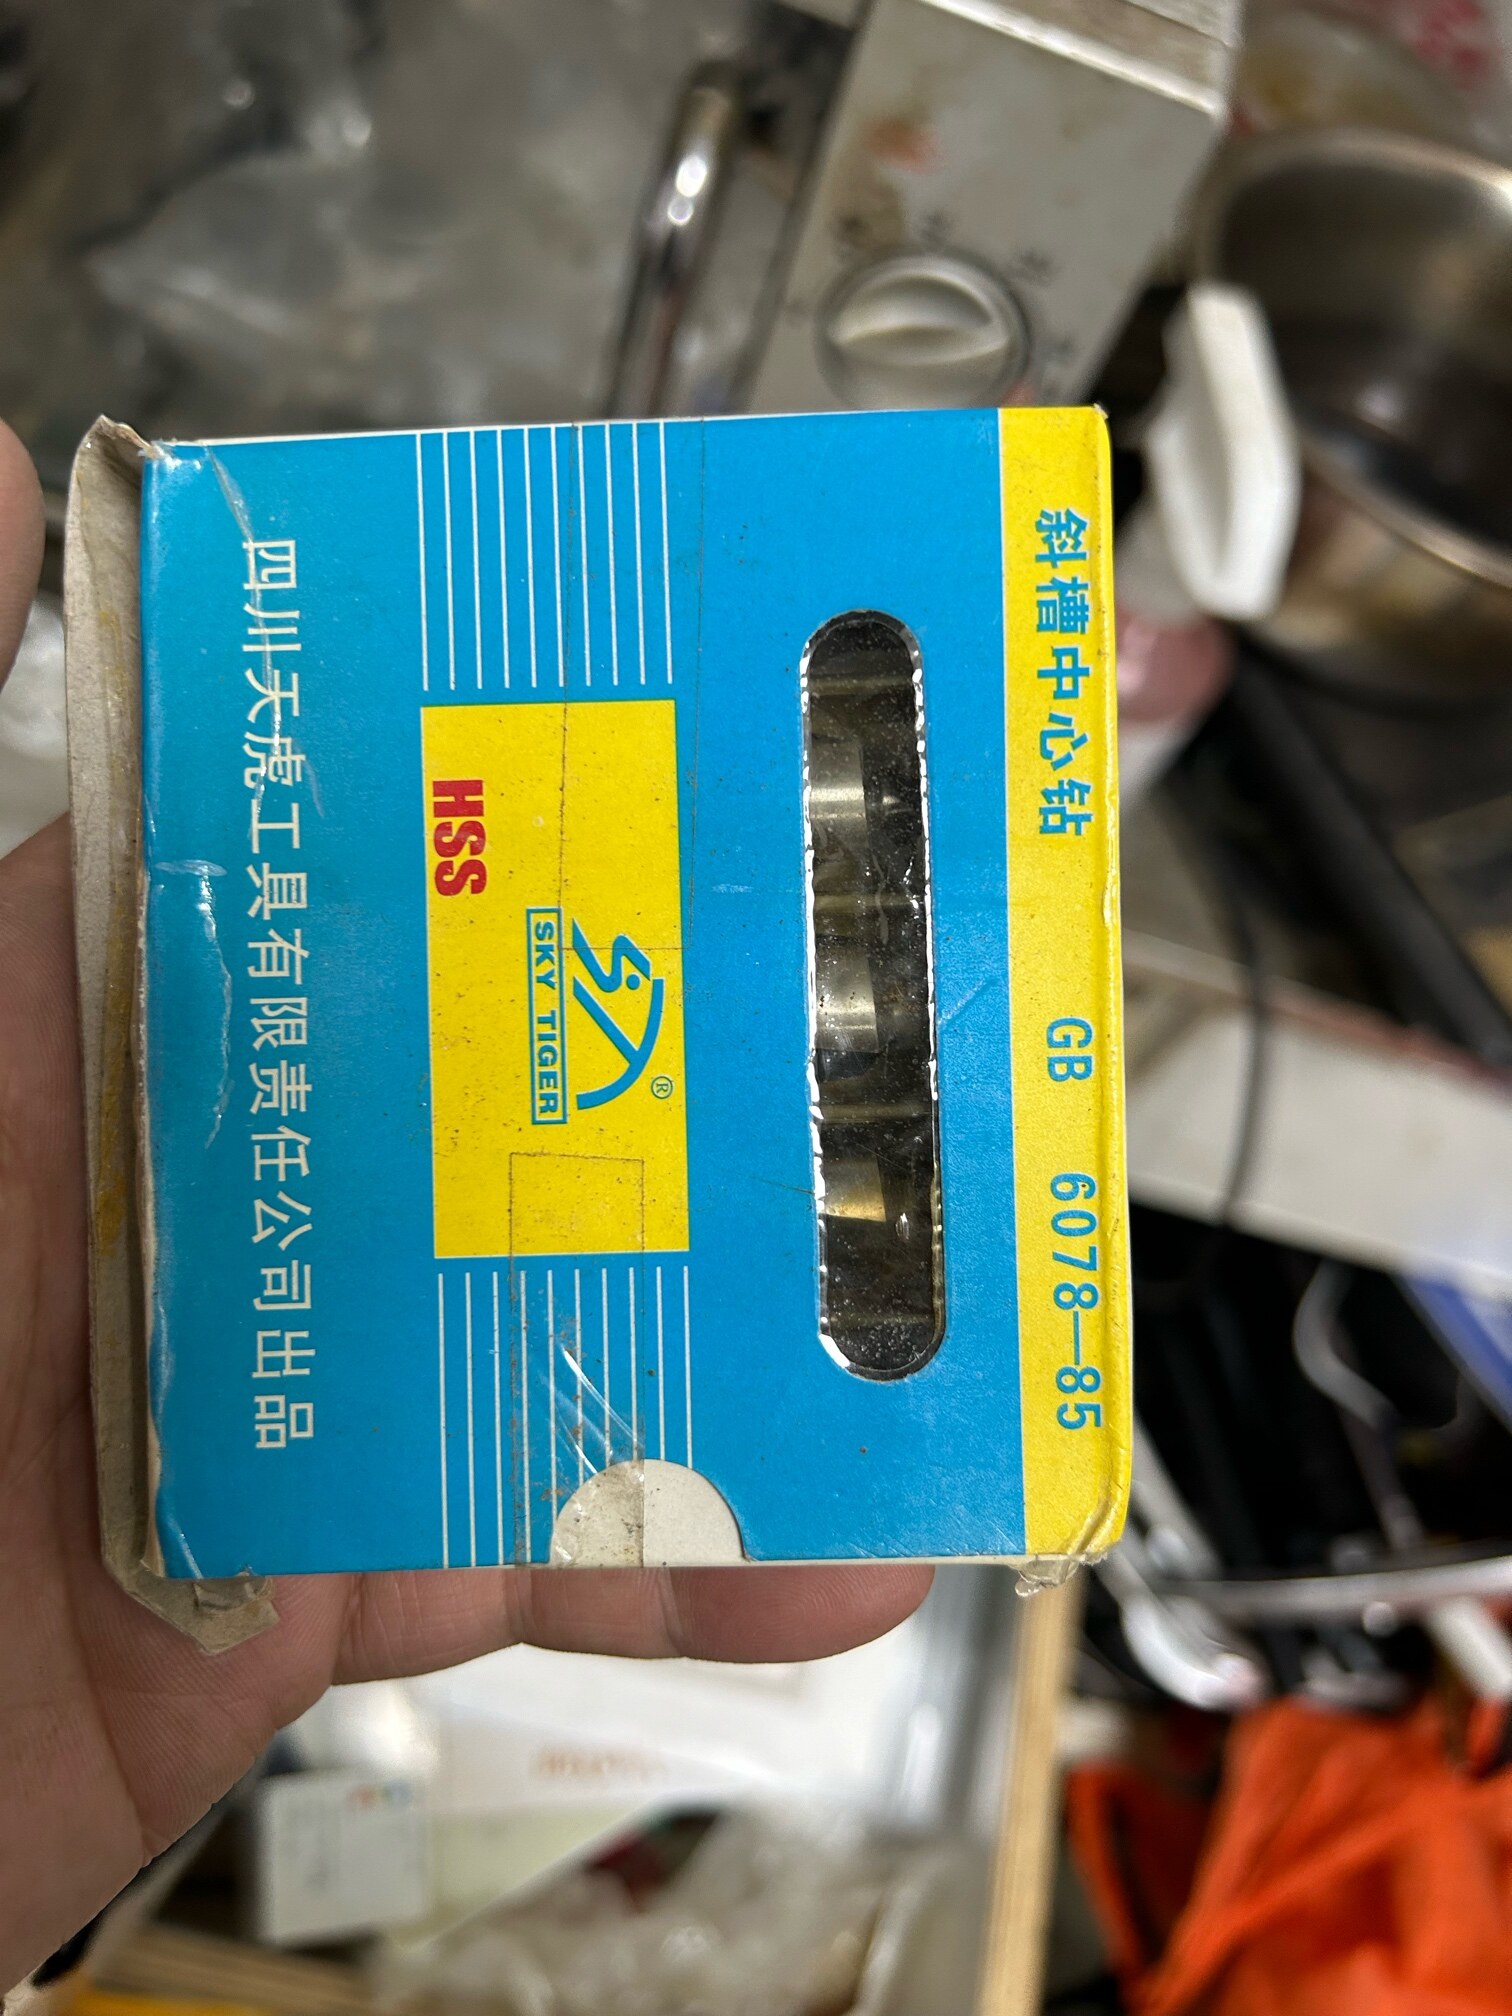 斜槽中心钻 GB 6078—85
®
SKY TIGER
HSS
四川天虎工具有限责任公司出品